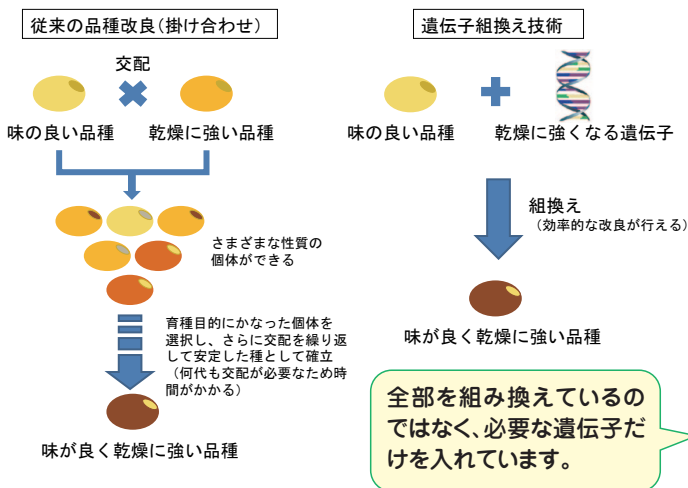 従来の品種改良（掛け合わせ）
交配
味の良い品種
乾燥に強い品種
さまざまな性質の
個体ができる
育種目的にかなった個体を
選択し、さらに交配を繰り返
して安定した種として確立
（何代も交配が必要なため時
間がかかる）
味が良く乾燥に強い品種
遺伝子組換え技術
味の良い品種
乾燥に強くなる遺伝子
組換え
（効率的な改良が行える）
味が良く乾燥に強い品種
全部を組み換えているの
ではなく、必要な遺伝子だ
けを入れています。